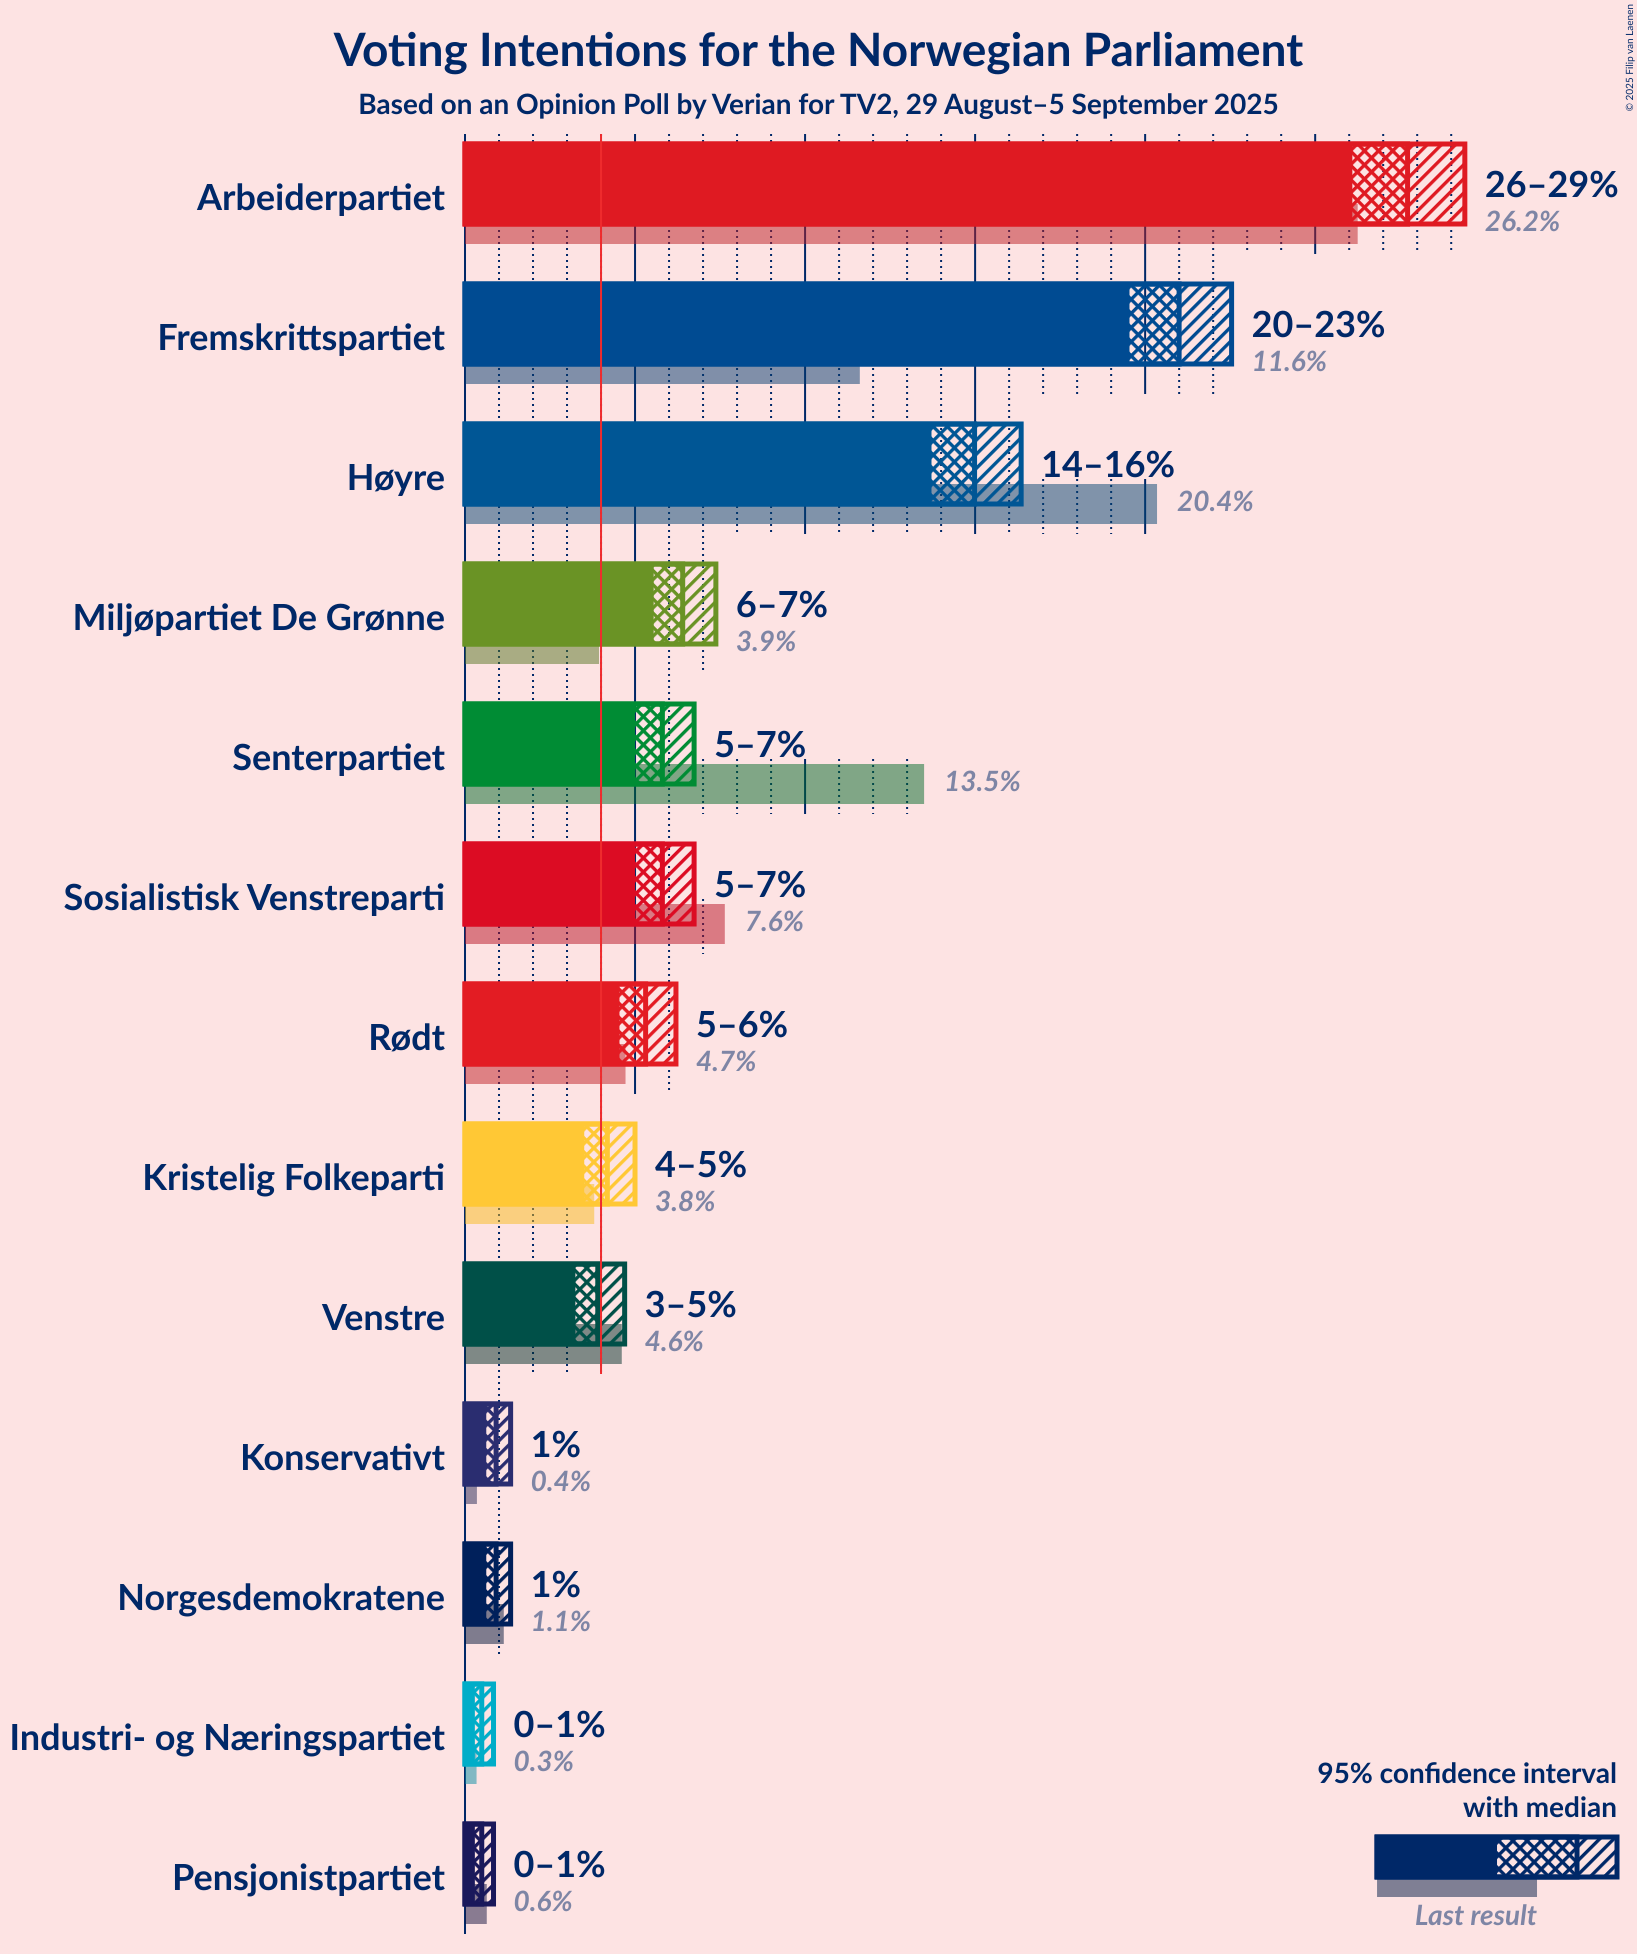 Voting Intentions for the Norwegian Parliament
Based on an Opinion Poll by Verian for TV2, 29 August–5 September 2025
© 2025 Filip van Laenen
Arbeiderpartiet
26–29%
26.2%
Fremskrittspartiet
20–23%
11.6%
Høyre
14–16%
20.4%
Miljøpartiet De Grønne
6–7%
3.9%
Senterpartiet
5–7%
13.5%
Sosialistisk Venstreparti
5–7%
7.6%
Rødt
5–6%
4.7%
Kristelig Folkeparti
4–5%
3.8%
Venstre
3–5%
4.6%
Konservativt
1%
0.4%
Norgesdemokratene
1%
1.1%
Industri- og Næringspartiet
0–1%
0.3%
Pensjonistpartiet
0–1%
0.6%
95% confidence interval
with median
Last result